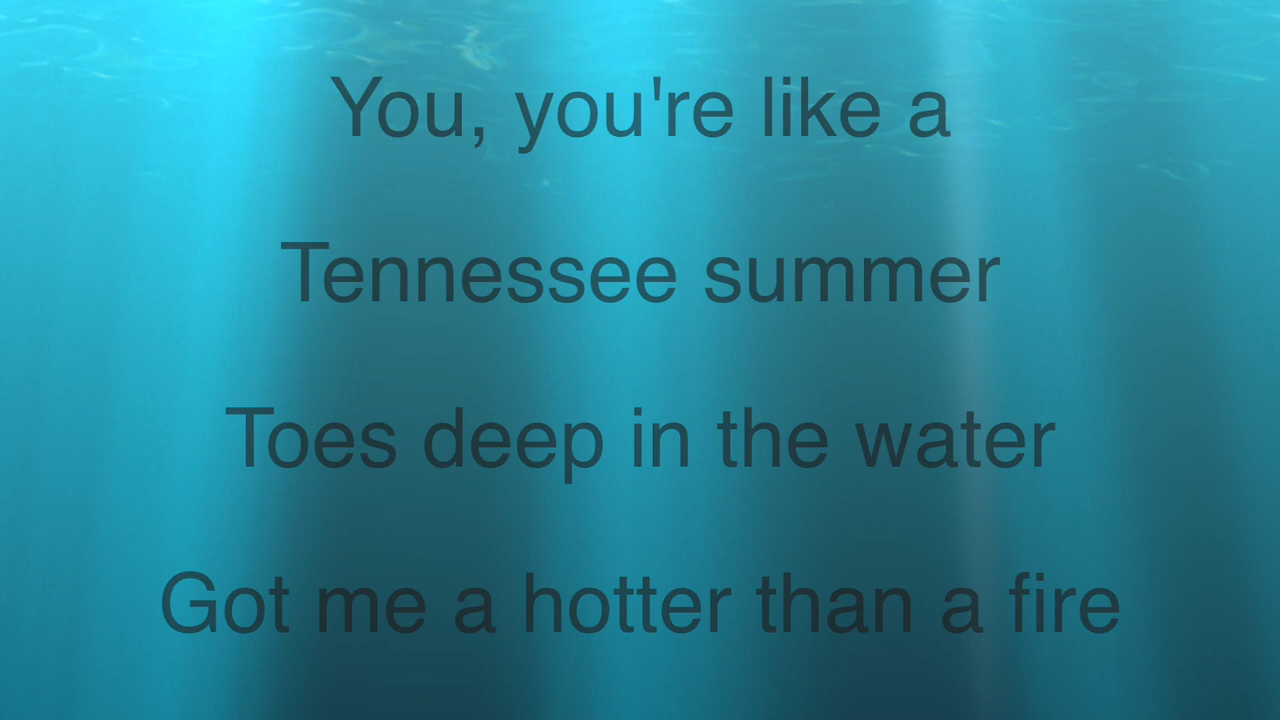 You, you're like a
Tennessee summer
Toes deep in the water
Got me a hotter than a fire